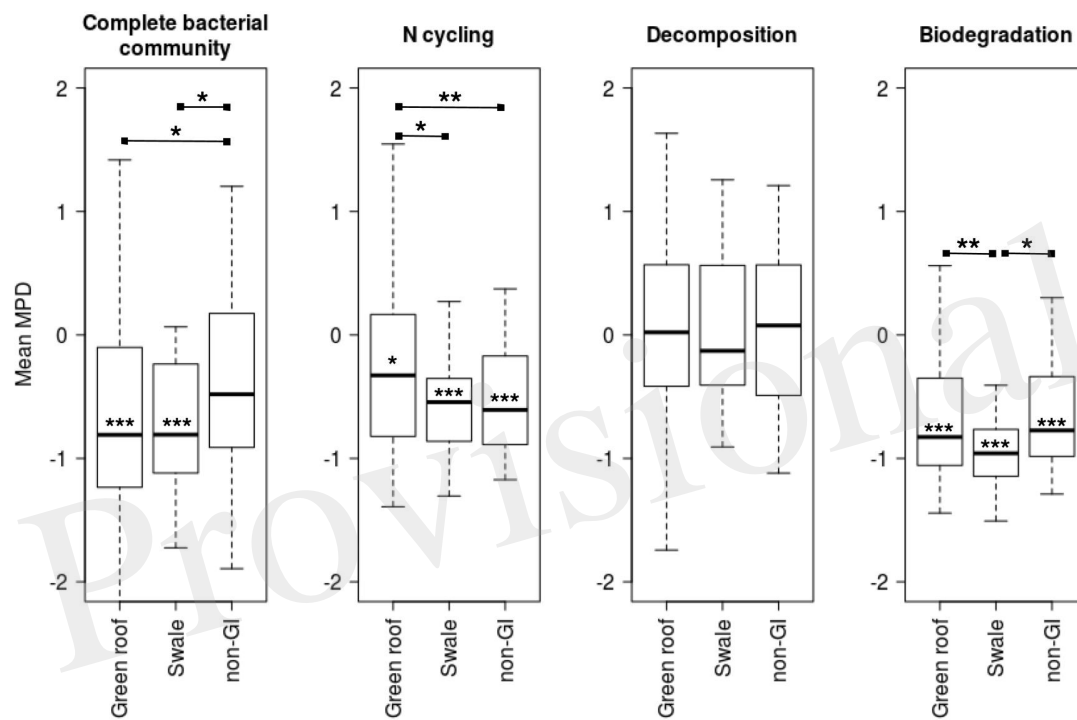 Complete bacterial
community
N cycling
Decomposition
Biodegradation
Mean MPD
2
1
0
-1
-2
*
*
***
***
Green roof
Swale
non-GI
2
1
0
-1
-2
**
*
*
***
***
Green roof
Swale
non-GI
2
1
0
-1
-2
Green roof
Swale
non-GI
2
1
0
-1
-2
**
*
***
***
***
Green roof
Swale
non-GI
Provisional